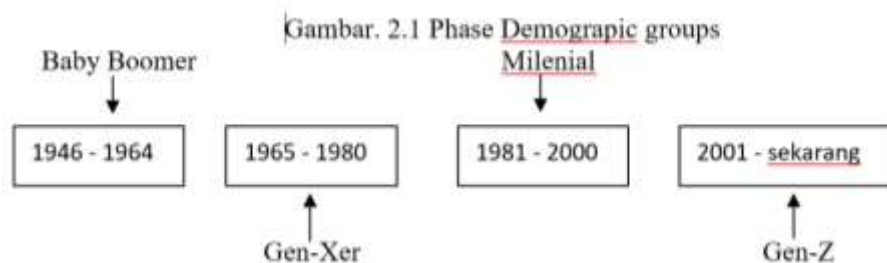 Gambar. 2.1 Phase Demograpic groups
Baby Boomer
Milenial
1946 - 1964
1965 - 1980
1981 - 2000
2001 - sekarang
Gen-Xer
Gen-Z